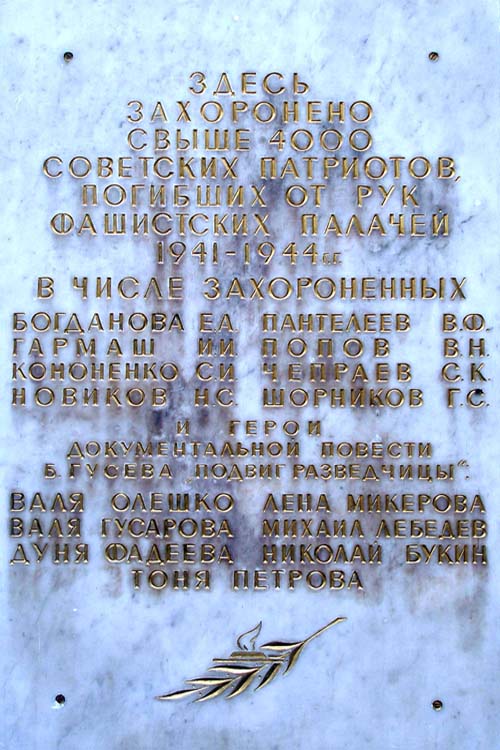 ЗДЕСЬ
ЗАХОРОНЕНО
СВЫШЕ 4000
СОВЕТСКИХ ПАТРИОТОВ,
ПОГИБШИХ ОТ РУК
ФАШИСТСКИХ ПАЛАЧЕЙ
1941-1944г.г.
В ЧИСЛЕ ЗАХОРОНЕННЫХ
БОГДАНОВА Е.А. ПАНТЕЛЕЕВ В.Ф.
ГАРМАШ И.И. ПОПОВ В.Н.
КОНОНЕНКО С.И. ЧЕПРАЕВ С.К.
НОВИКОВ Н.С. ШОРНИКОВ Г.С.
И ГЕРОИ
ДОКУМЕНТАЛЬНОЙ ПОВЕСТИ
Б. ГУСЕВА „ПОДВИГ РАЗВЕДЧИЦЫ“:
ВАЛЯ ОЛЕШКО ЛЕНА МИКЕРОВА
ВАЛЯ ГУСАРОВА МИХАИЛ ЛЕБЕДЕВ
ДУНЯ ФАДЕЕВА НИКОЛАЙ БУКИН
ТОНЯ ПЕТРОВА